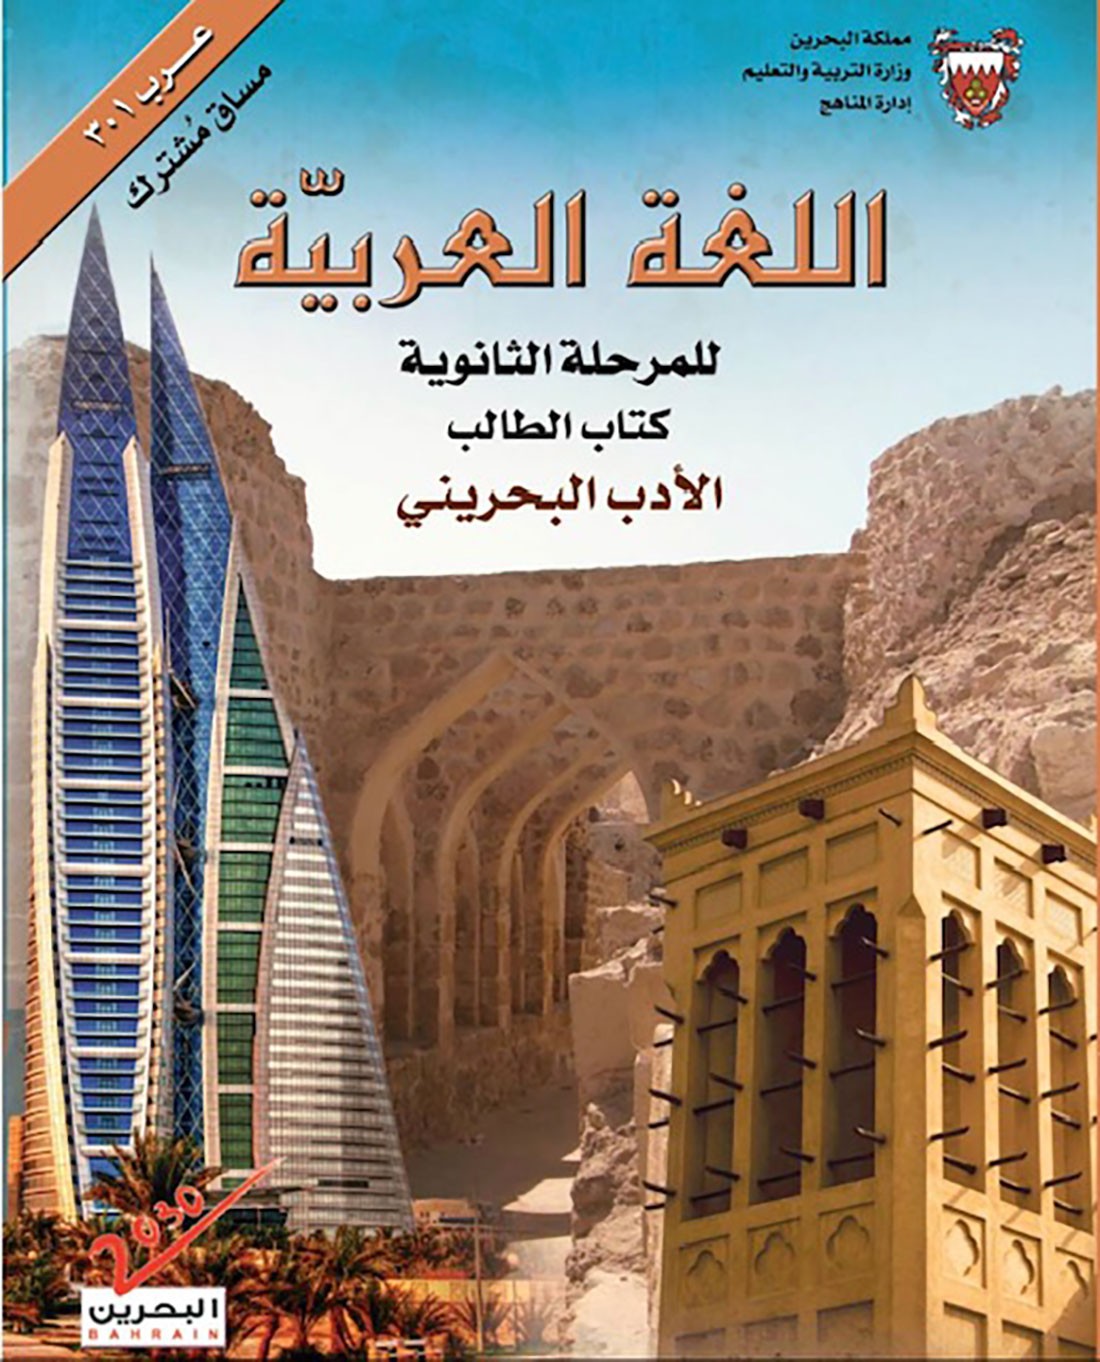 مملكة البحرين
وزارة التربية والتعليم
إدارة المناهج
عرب ٣٠١
مساق مُشترك
اللغة العربيّة
للمرحلة الثانوية
كتاب الطالب
الأدب البحريني
2030
البحرين
BAHRAIN